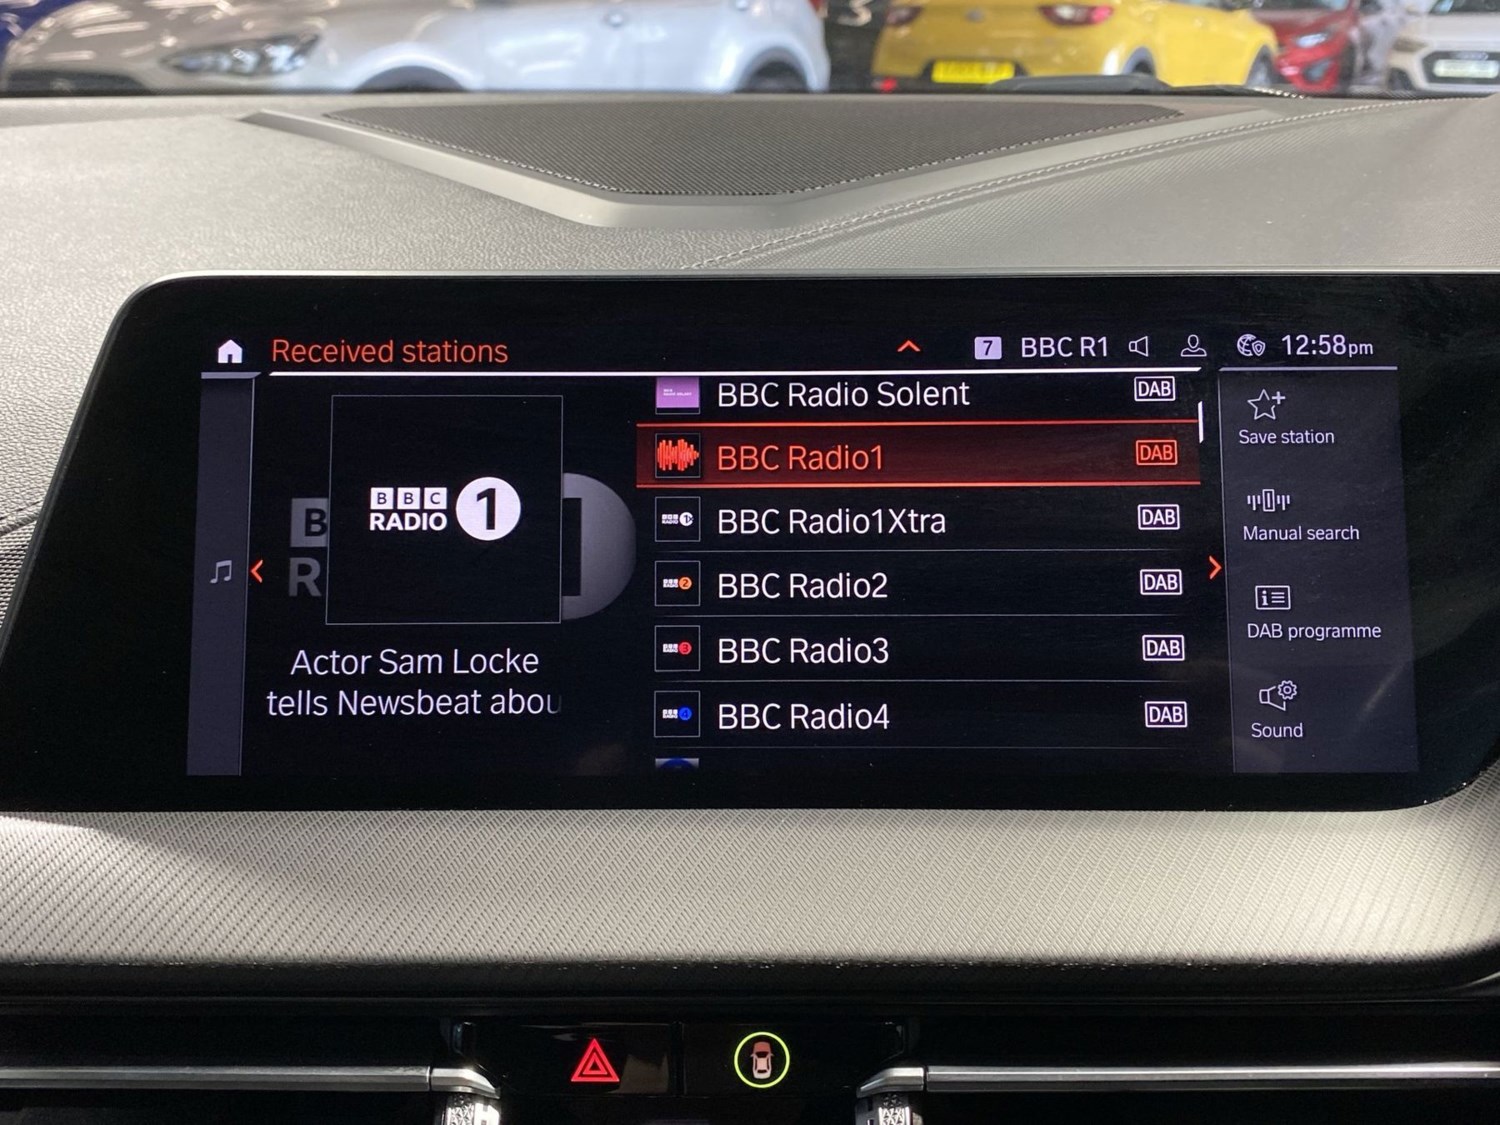 Received stations
7 BBC R1
12:58pm
BBC Radio Solent DAB
BBC Radio1 DAB
BBC Radio1Xtra DAB
BBC Radio2 DAB
BBC Radio3 DAB
BBC Radio4 DAB
BBC
RADIO 1
B
R
Actor Sam Locke
tells Newsbeat abou
Save station
Manual search
DAB programme
Sound